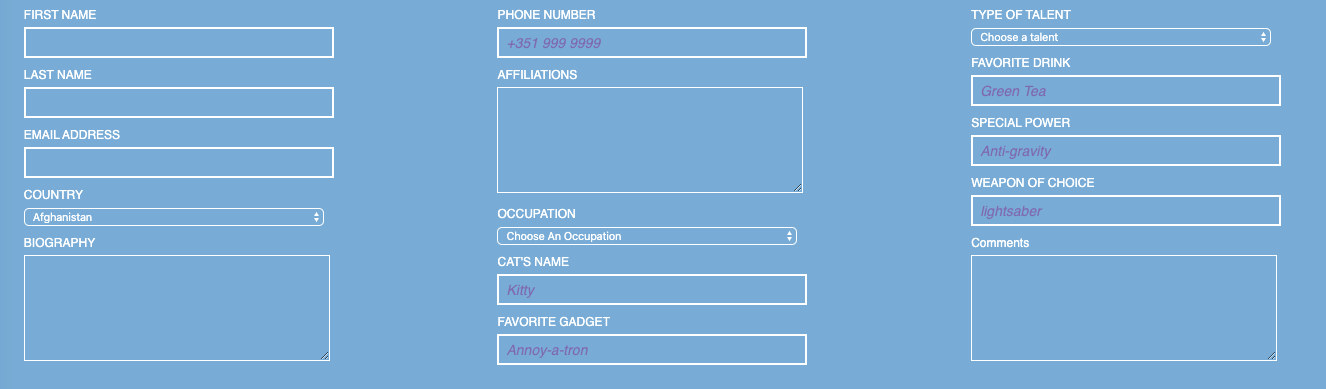 FIRST NAME
LAST NAME
EMAIL ADDRESS
COUNTRY
Afghanistan
BIOGRAPHY
PHONE NUMBER
+351 999 9999
AFFILIATIONS
OCCUPATION
Choose An Occupation
CAT'S NAME
Kitty
FAVORITE GADGET
Annoy-a-tron
TYPE OF TALENT
Choose a talent
FAVORITE DRINK
Green Tea
SPECIAL POWER
Anti-gravity
WEAPON OF CHOICE
lightsaber
Comments